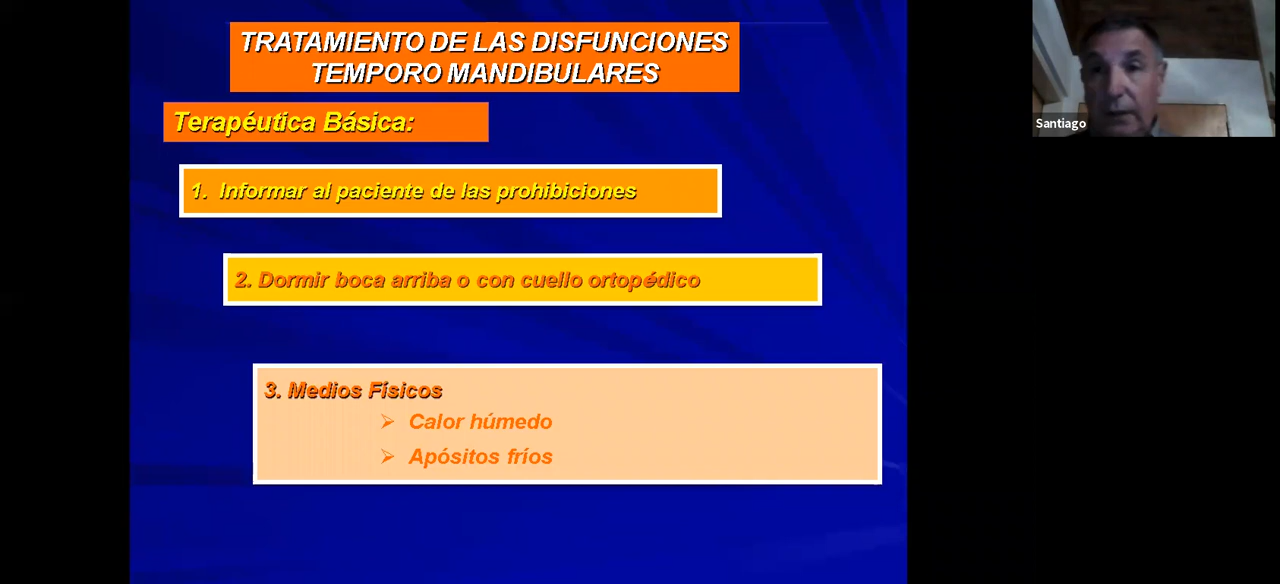 TRATAMIENTO DE LAS DISFUNCIONES
TEMPORO MANDIBULARES
Terapéutica Básica:
1. Informar al paciente de las prohibiciones
2. Dormir boca arriba o con cuello ortopédico
3. Medios Físicos
➢ Calor húmedo
➢ Apósitos fríos
Santiago